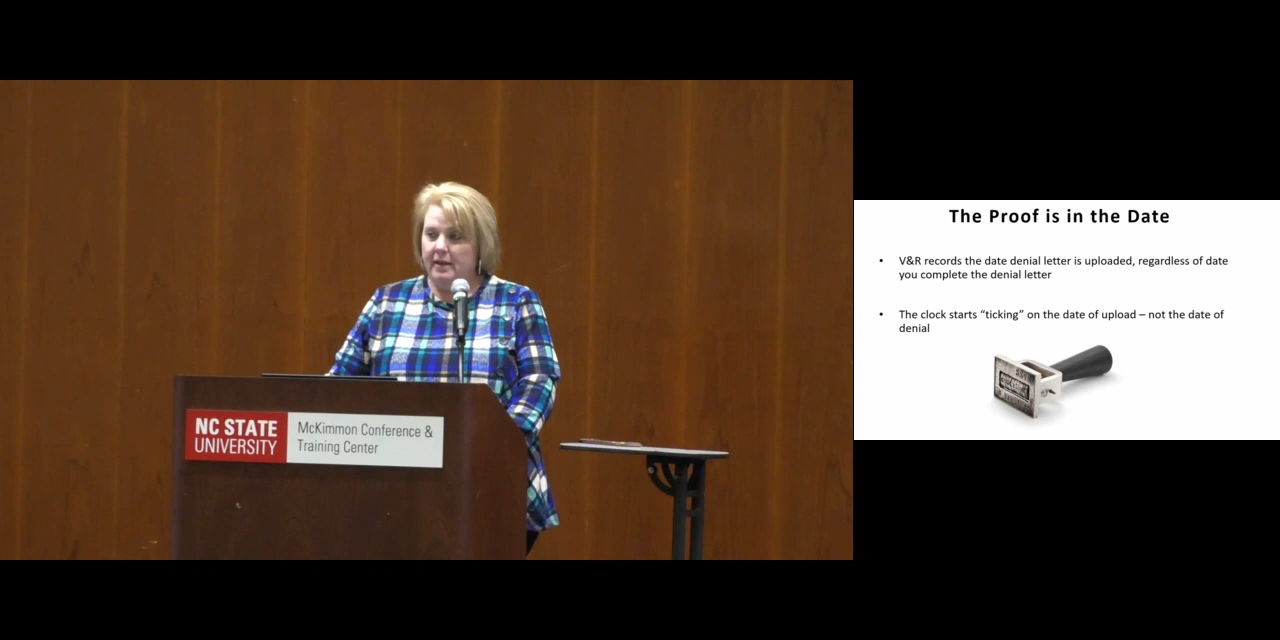 NC STATE
UNIVERSITY
McKimmon Conference &
Training Center
The Proof is in the Date
• V&R records the date denial letter is uploaded, regardless of date
you complete the denial letter
• The clock starts “ticking” on the date of upload – not the date of
denial